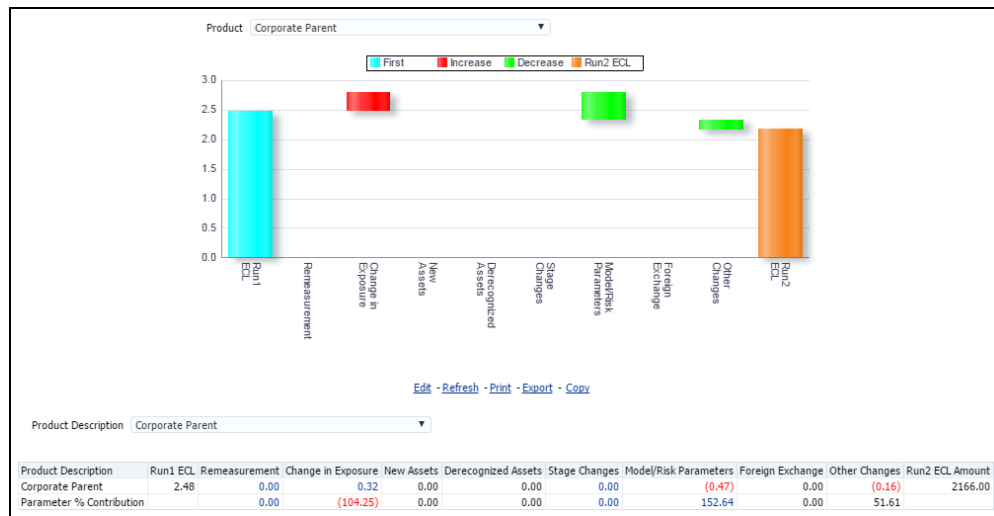 Product Corporate Parent
First Increase Decrease Run2 ECL
3.0
2.5
2.0
1.5
1.0
0.5
0.0
Run1
ECL
Remeasurement
Change in
Exposure
New
Assets
Derecognized
Assets
Stage
Changes
Model/Risk
Parameters
Foreign
Exchange
Other
Changes
Run2
ECL
Edit - Refresh - Print - Export - Copy
Product Description Corporate Parent
Product Description Run1 ECL Remeasurement Change in Exposure New Assets Derecognized Assets Stage Changes Model/Risk Parameters Foreign Exchange Other Changes Run2 ECL Amount
Corporate Parent 2.48 0.00 0.32 0.00 0.00 0.00 (0.47) 0.00 (0.16) 2166.00
Parameter % Contribution 0.00 (104.25) 0.00 0.00 0.00 152.64 0.00 51.61